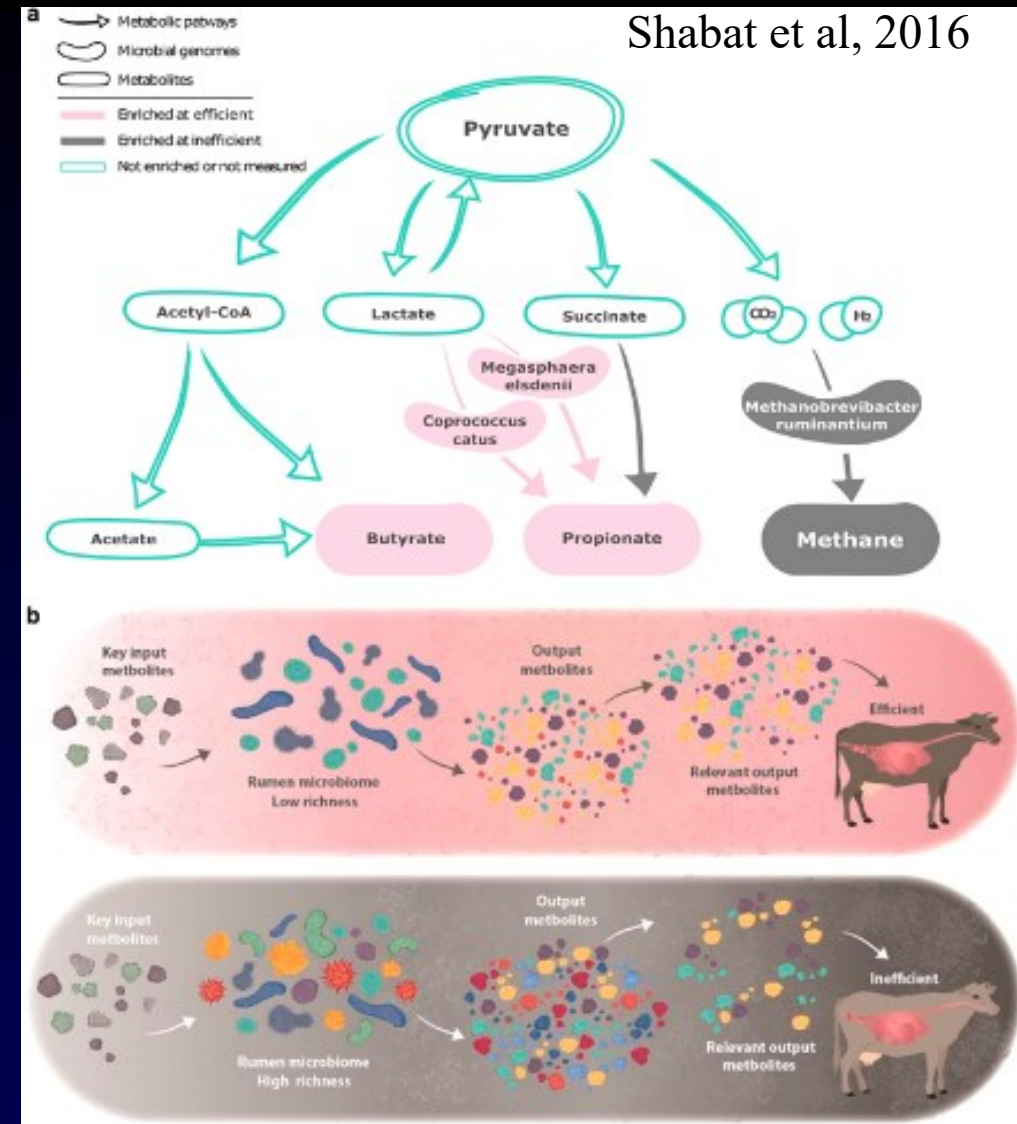 Shabat et al, 2016
a
Metabolic patways
Microbial genomes
Metabolites
Enriched at efficient
Enriched at inefficient
Not enriched or not measured
Pyruvate
Acetyl-CoA
Lactate
Succinate
CO₂
H₂
Megasphaera
elsdenii
Coprococcus
catus
Methanobrevibacter
ruminantium
Acetate
Butyrate
Propionate
Methane
b
Key input
metbolites
Rumen microbiome
Low richness
Output
metbolites
Relevant output
metbolites
Efficient
Key input
metbolites
Rumen microbiome
High richness
Output
metbolites
Relevant output
metbolites
Inefficient